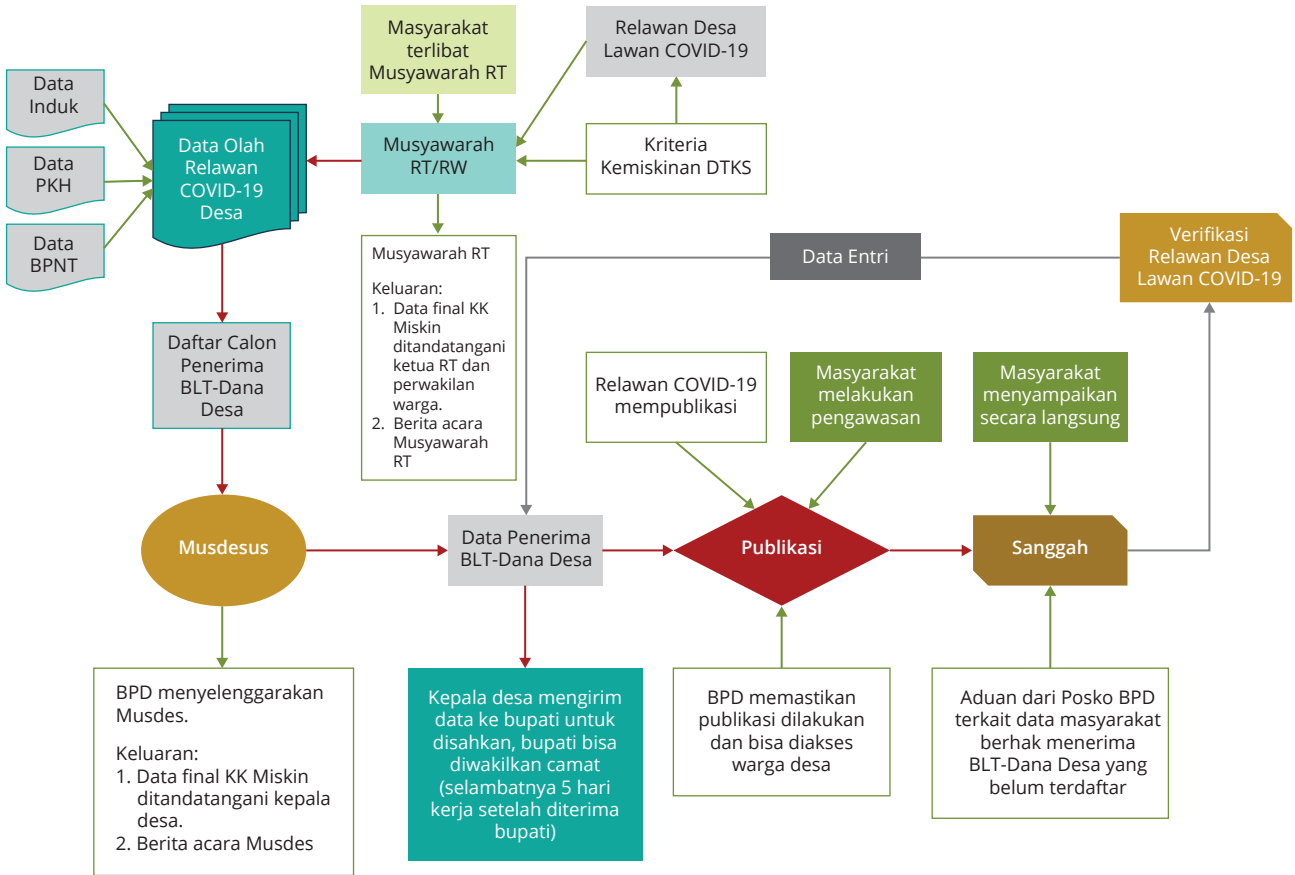 Masyarakat
terlibat
Musyawarah RT
Relawan Desa
Lawan COVID-19
Data
Induk
Data
PKH
Data
BPNT
Data Olah
Relawan
COVID-19
Desa
Musyawarah
RT/RW
Kriteria
Kemiskinan DTKS
Musyawarah RT
Keluaran:
1. Data final KK
Miskin
ditandatangani
ketua RT dan
perwakilan
warga.
2. Berita acara
Musyawarah
RT
Data Entri
Verifikasi
Relawan Desa
Lawan COVID-19
Daftar Calon
Penerima
BLT-Dana
Desa
Relawan COVID-19
mempublikasi
Masyarakat
melakukan
pengawasan
Masyarakat
menyampaikan
secara langsung
Musdesus
Data Penerima
BLT-Dana Desa
Publikasi
Sanggah
BPD menyelenggarakan
Musdes.
Keluaran:
1. Data final KK Miskin
ditandatangani kepala
desa.
2. Berita acara Musdes
Kepala desa mengirim
data ke bupati untuk
disahkan, bupati bisa
diwakilkan camat
(selambatnya 5 hari
kerja setelah diterima
bupati)
BPD memastikan
publikasi dilakukan
dan bisa diakses
warga desa
Aduan dari Posko BPD
terkait data masyarakat
berhak menerima
BLT-Dana Desa yang
belum terdaftar